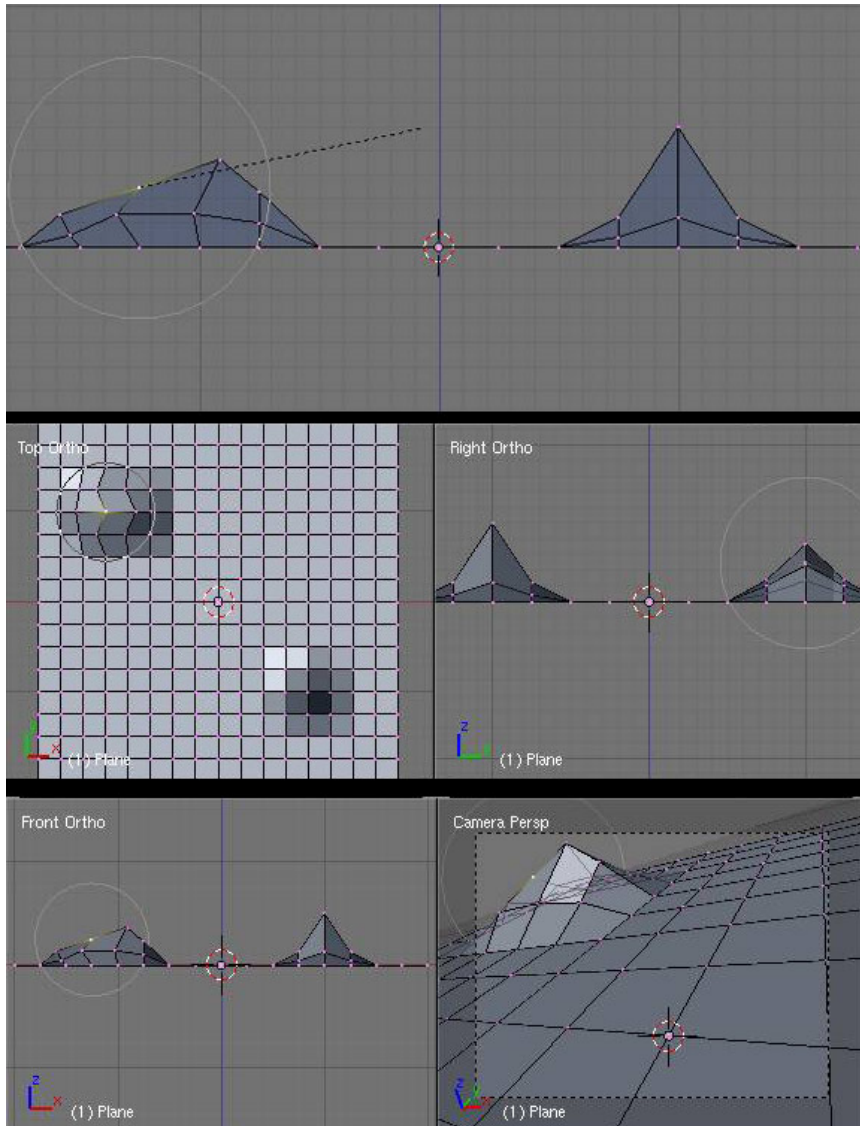 Top Ortho
Right Ortho
x
z
(1) Plane
(1) Plane
Front Ortho
Camera Persp
z
x
(1) Plane
z
x
(1) Plane